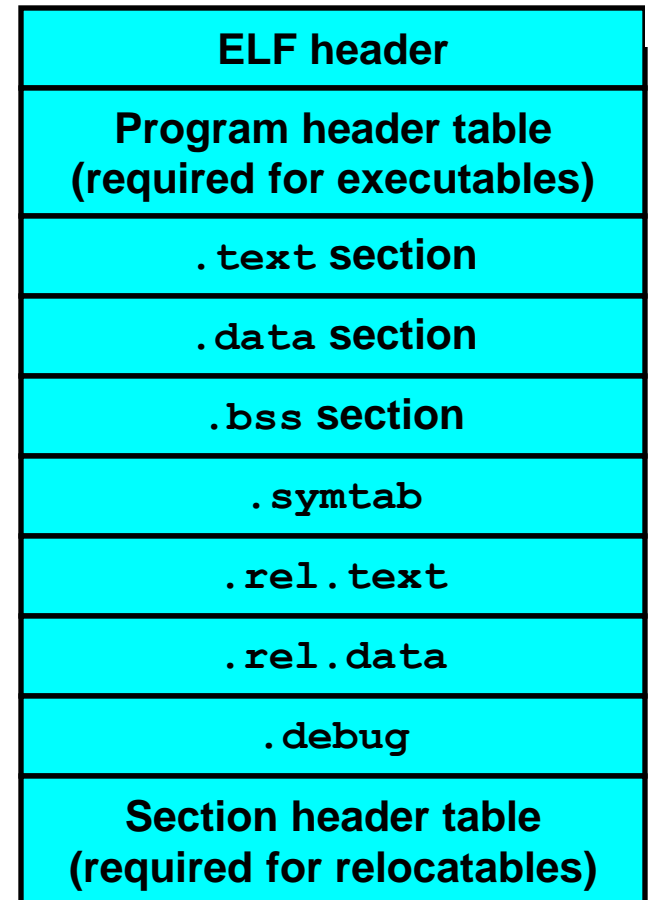 ELF header
Program header table
(required for executables)
.text section
.data section
.bss section
.symtab
.rel.text
.rel.data
.debug
Section header table
(required for relocatables)